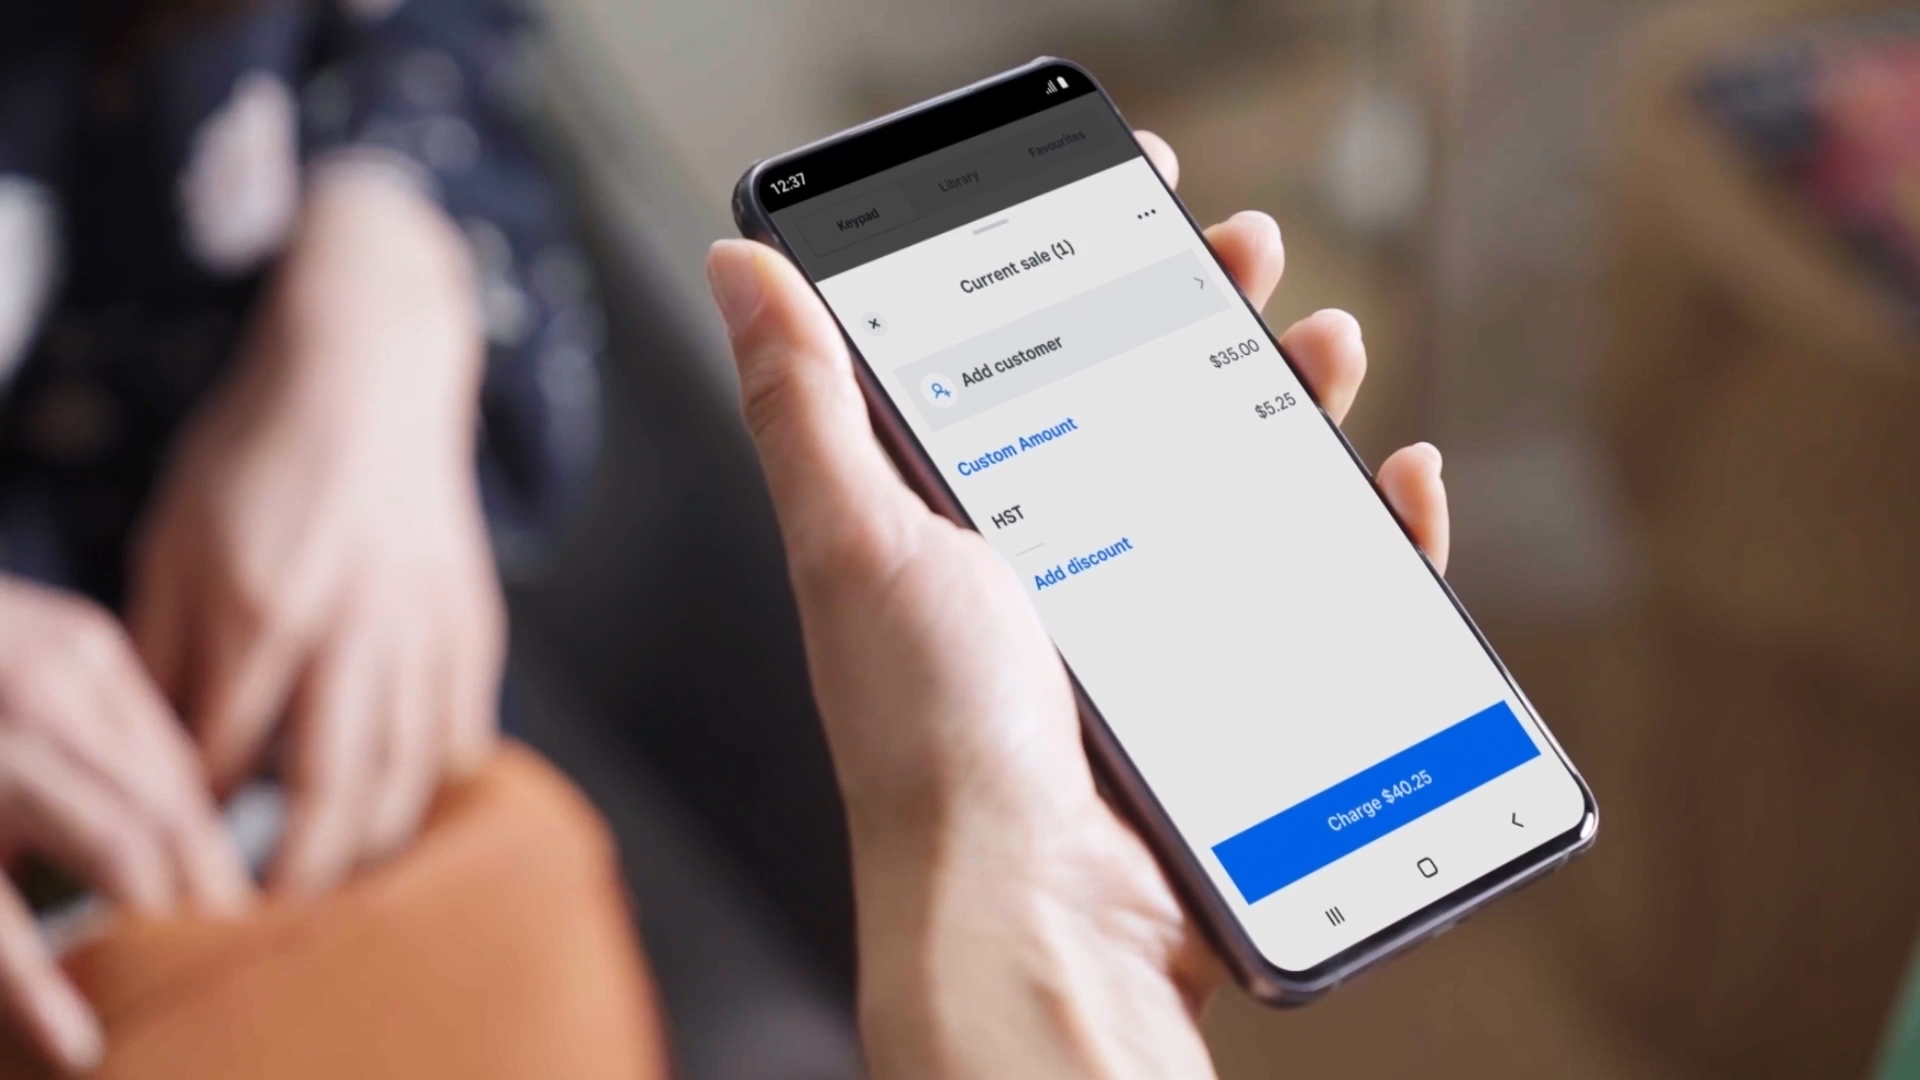 12:37
Keypad Library Favourites
Current sale (1)
Add customer
Custom Amount $35.00
HST $5.25
Add discount
Charge $40.25